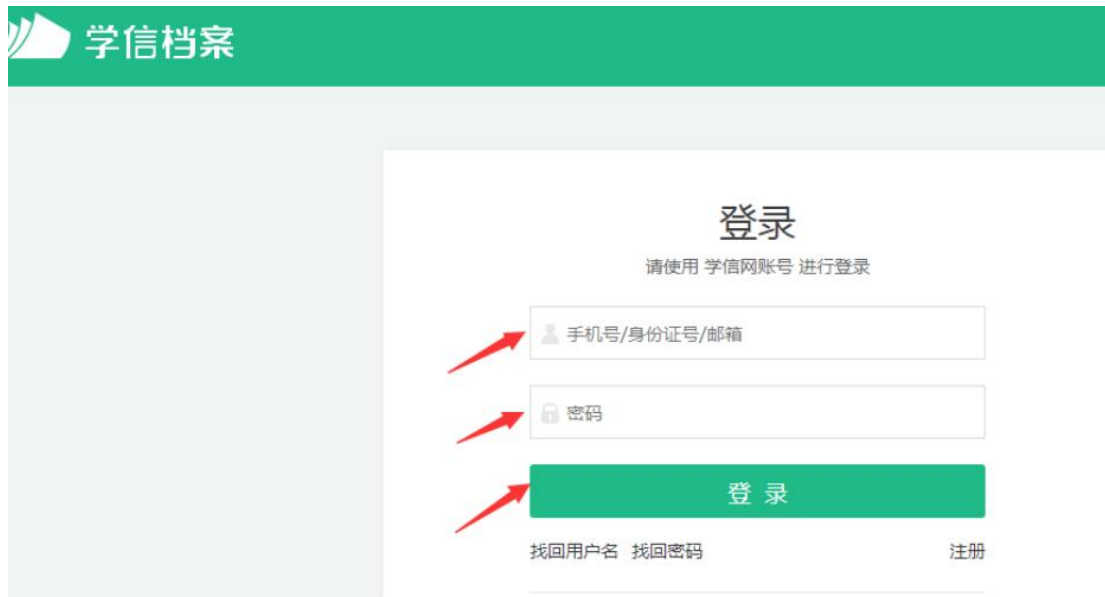 学信档案
登录
请使用 学信网账号 进行登录
手机号/身份证号/邮箱
密码
登 录
找回用户名 找回密码 注册